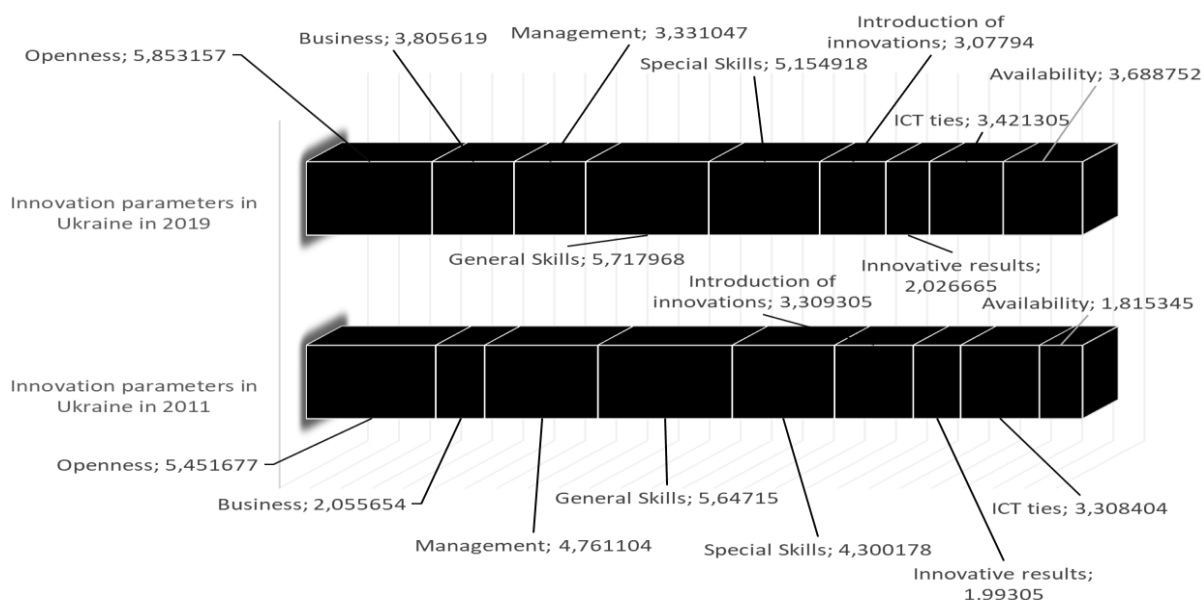 Openness; 5,853157
Business; 3,805619
Management; 3,331047
Special Skills; 5,154918
Introduction of
innovations; 3,07794
Availability; 3,688752
ICT ties; 3,421305
Innovation parameters in
Ukraine in 2019
General Skills; 5,717968
Innovative results;
2,026665
Introduction of
innovations; 3,309305
Availability; 1,815345
Innovation parameters in
Ukraine in 2011
Openness; 5,451677
Business; 2,055654
Management; 4,761104
General Skills; 5,64715
Special Skills; 4,300178
ICT ties; 3,308404
Innovative results;
1,99305